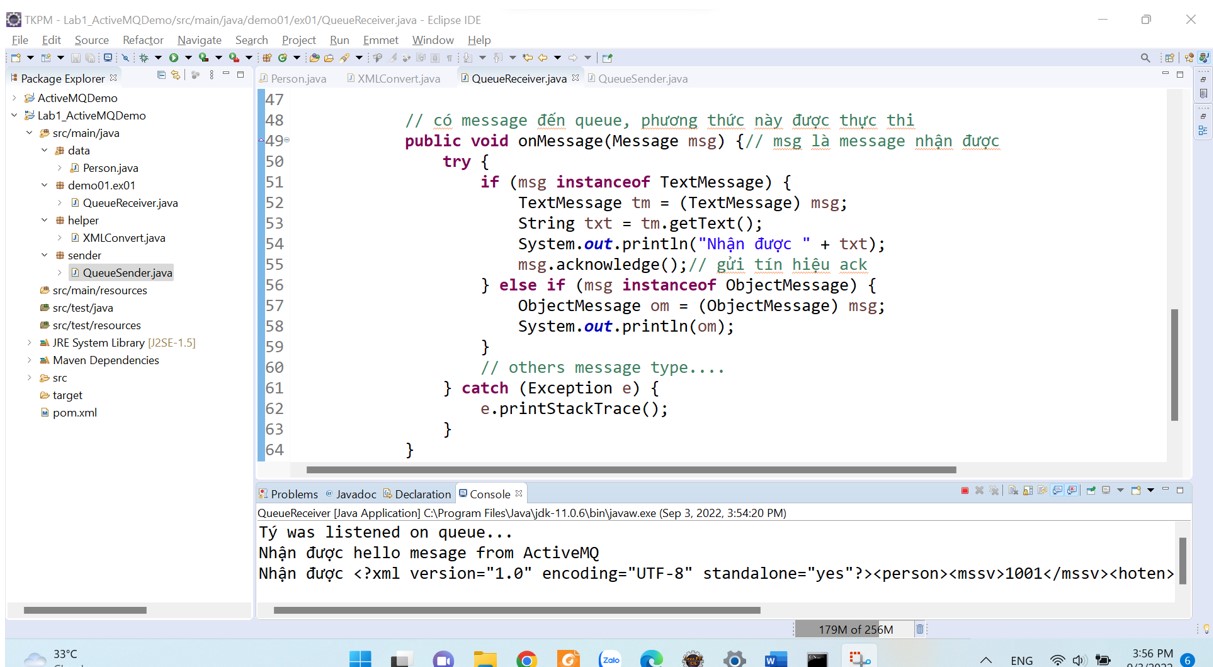 TKPM - Lab1_ActiveMQDemo/src/main/java/demo01/ex01/QueueReceiver.java - Eclipse IDE
File Edit Source Refactor Navigate Search Project Run Emmet Window Help
Package Explorer
Person.java XMLConvert.java QueueReceiver.java QueueSender.java
ActiveMQDemo
Lab1_ActiveMQDemo
src/main/java
data
Person.java
demo01.ex01
QueueReceiver.java
helper
XMLConvert.java
sender
QueueSender.java
src/main/resources
src/test/java
src/test/resources
JRE System Library [J2SE-1.5]
Maven Dependencies
src
target
pom.xml
47
48 // có message đến queue, phương thức này được thực thi
49 public void onMessage(Message msg) {// msg là message nhận được
50 try {
51 if (msg instanceof TextMessage) {
52 TextMessage tm = (TextMessage) msg;
53 String txt = tm.getText();
54 System.out.println("Nhận được " + txt);
55 msg.acknowledge();// gửi tín hiệu ack
56 } else if (msg instanceof ObjectMessage) {
57 ObjectMessage om = (ObjectMessage) msg;
58 System.out.println(om);
59 }
60 // others message type....
61 } catch (Exception e) {
62 e.printStackTrace();
63 }
64 }
Problems Javadoc Declaration Console
QueueReceiver [Java Application] C:\Program Files\Java\jdk-11.0.6\bin\javaw.exe (Sep 3, 2022, 3:54:20 PM)
Tý was listened on queue...
Nhận được hello mesage from ActiveMQ
Nhận được <?xml version="1.0" encoding="UTF-8" standalone="yes"?><person><mssv>1001</mssv><hoten>
179M of 256M
33°C
Zalo
ENG
3:56 PM
6